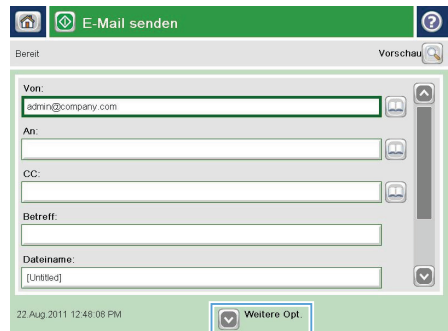 E-Mail senden
Bereit
Vorschau
Von:
admin@company.com
An:
CC:
Betreff:
Dateiname:
[Untitled]
22.Aug.2011 12:48:06 PM
Weitere Opt.